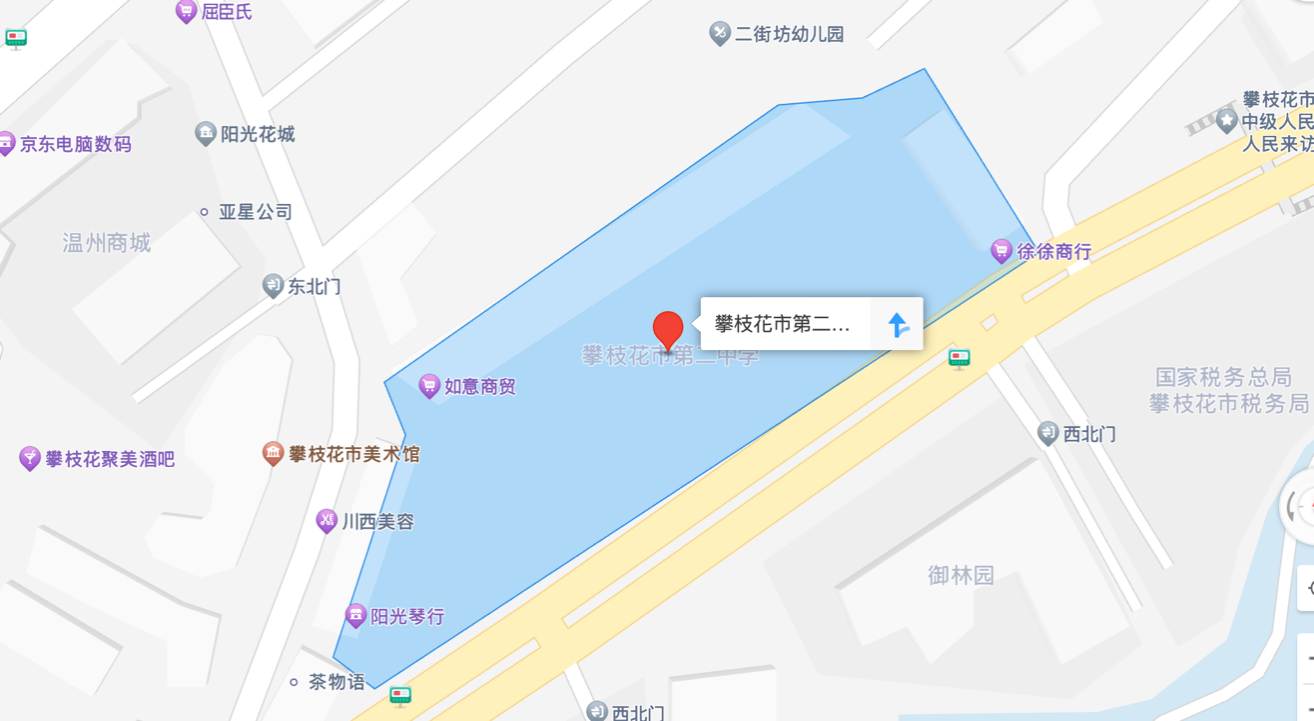 屈臣氏
二街坊幼儿园
攀枝花市
中级人民
人民来访
京东电脑数码
阳光花城
亚星公司
温州商城
徐徐商行
东北门
攀枝花市第二...
攀枝花市第二中学
如意商贸
国家税务总局
攀枝花市税务局
西北门
攀枝花市美术馆
攀枝花聚美酒吧
川西美容
御林园
阳光琴行
茶物语
西北门